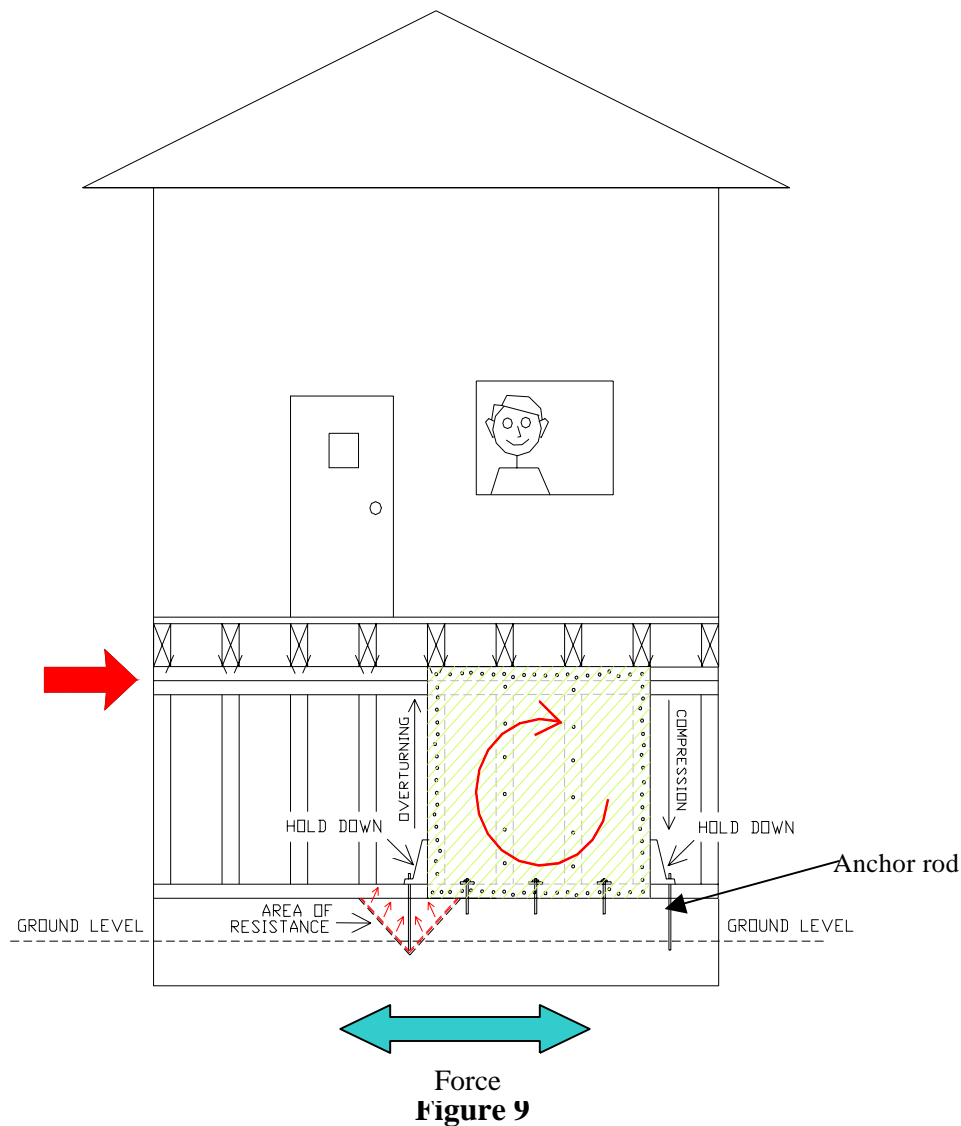 OVERTURNING
COMPRESSION
HOLD DOWN
HOLD DOWN
Anchor rod
AREA OF
RESISTANCE
GROUND LEVEL
GROUND LEVEL
Force
Figure 9